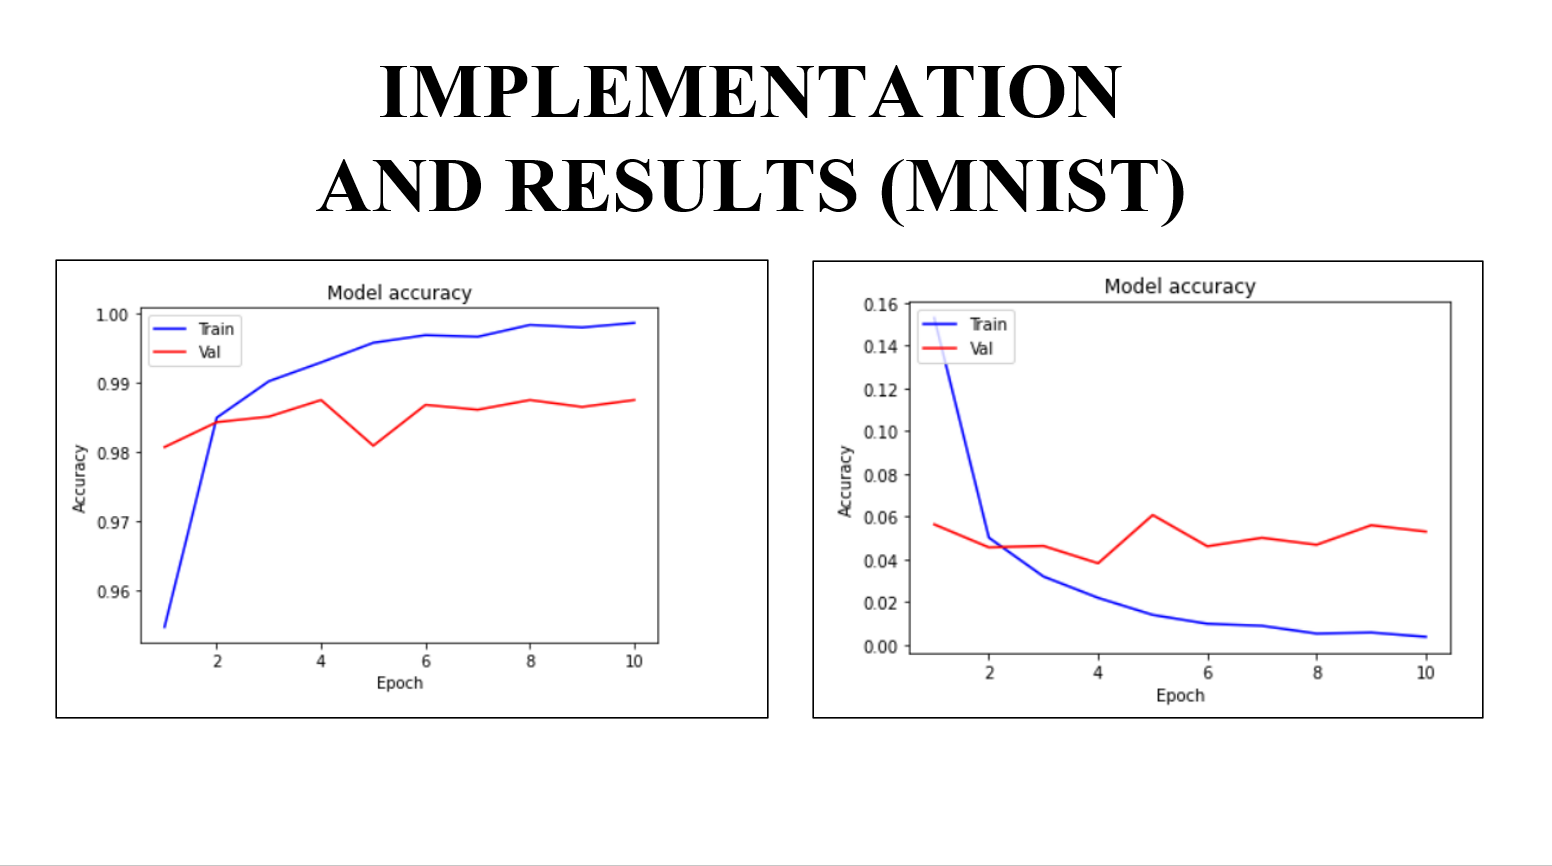 IMPLEMENTATION
AND RESULTS (MNIST)
Model accuracy
Train
Val
1.00
0.99
0.98
0.97
0.96
Accuracy
2 4 6 8 10
Epoch
Model accuracy
Train
Val
0.16
0.14
0.12
0.10
0.08
0.06
0.04
0.02
0.00
Accuracy
2 4 6 8 10
Epoch